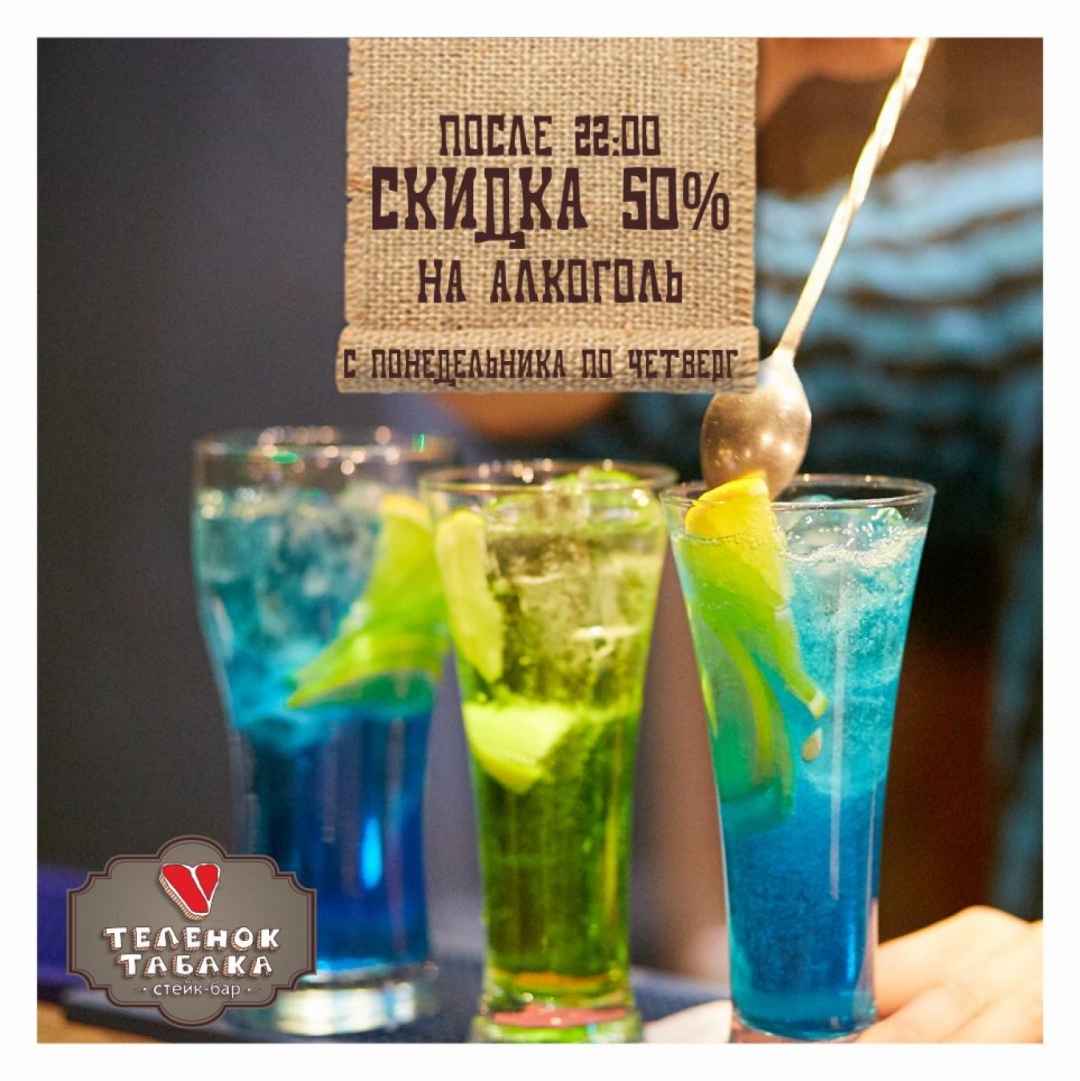 ПОСЛЕ 22:00
СКИДКА 50%
НА АЛКОГОЛЬ
С ПОНЕДЕЛЬНИКА ПО ЧЕТВЕРГ
ТЕЛЕНОК
ТАБАКА
· стейк-бар ·